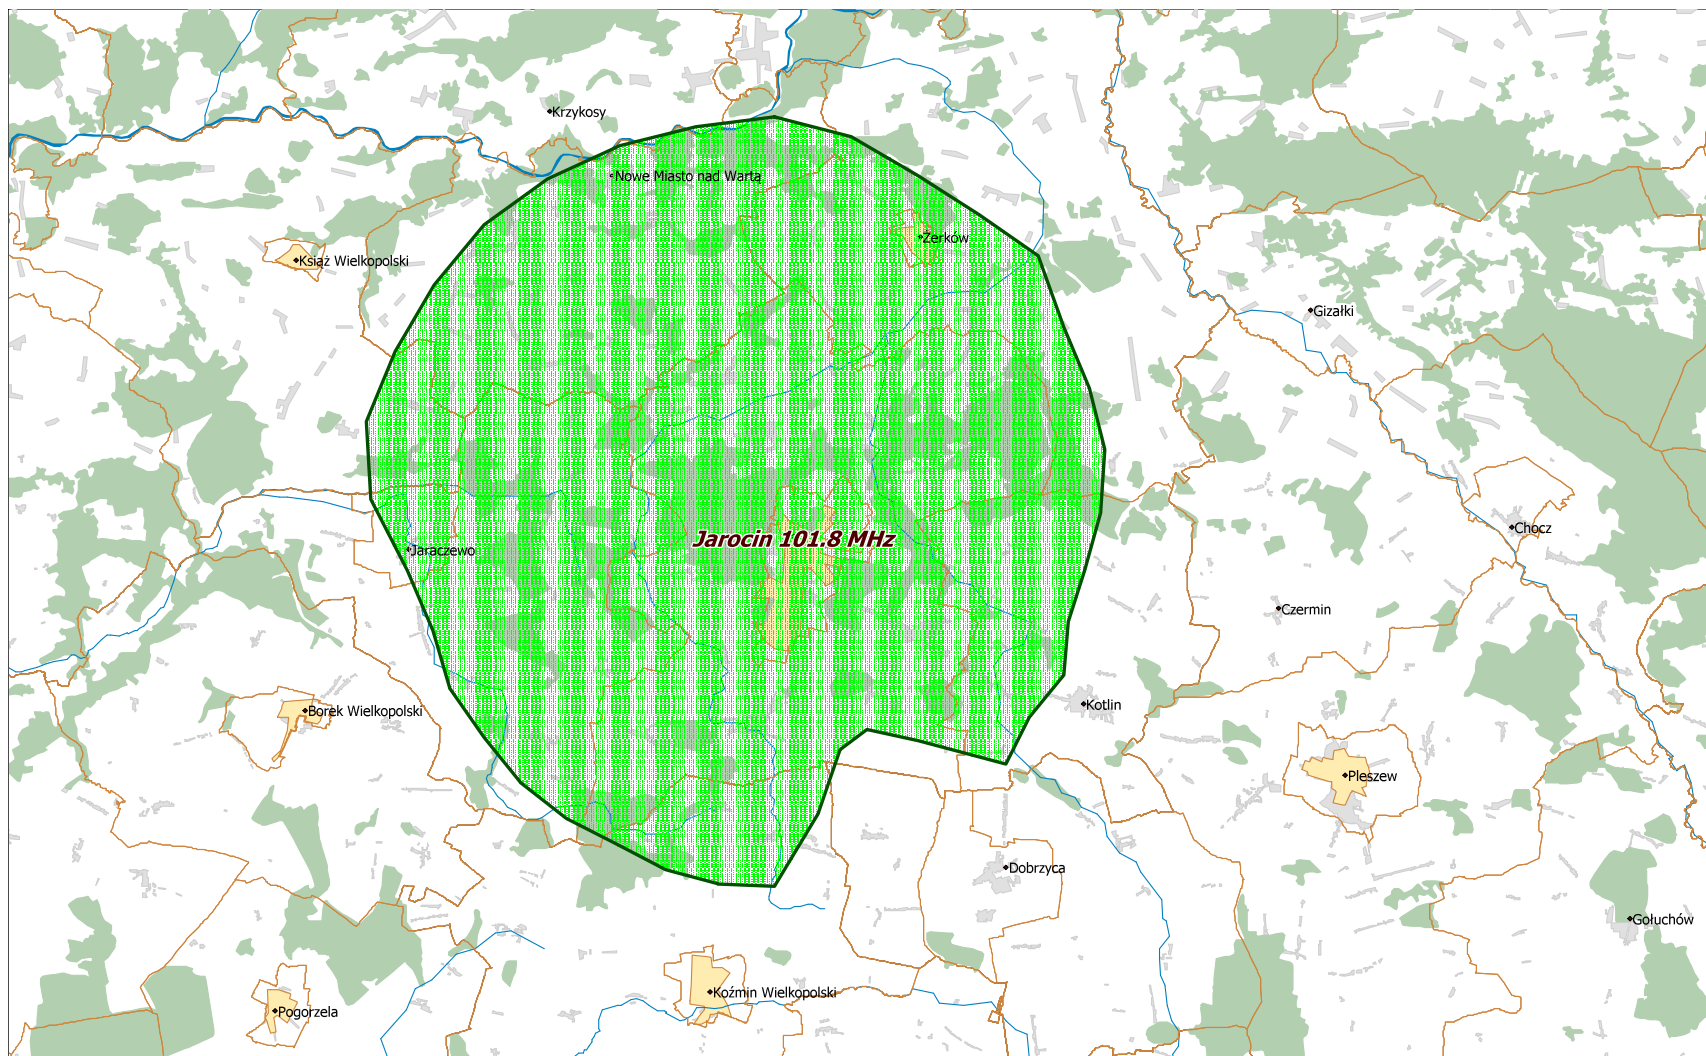 Krzykosy
Nowe Miasto nad Wartą
Żerków
Książ Wielkopolski
Gizałki
Chocz
Jarocin 101.8 MHz
Jaraczewo
Czermin
Kotlin
Borek Wielkopolski
Pleszew
Dobrzyca
Gołuchów
Koźmin Wielkopolski
Pogorzela